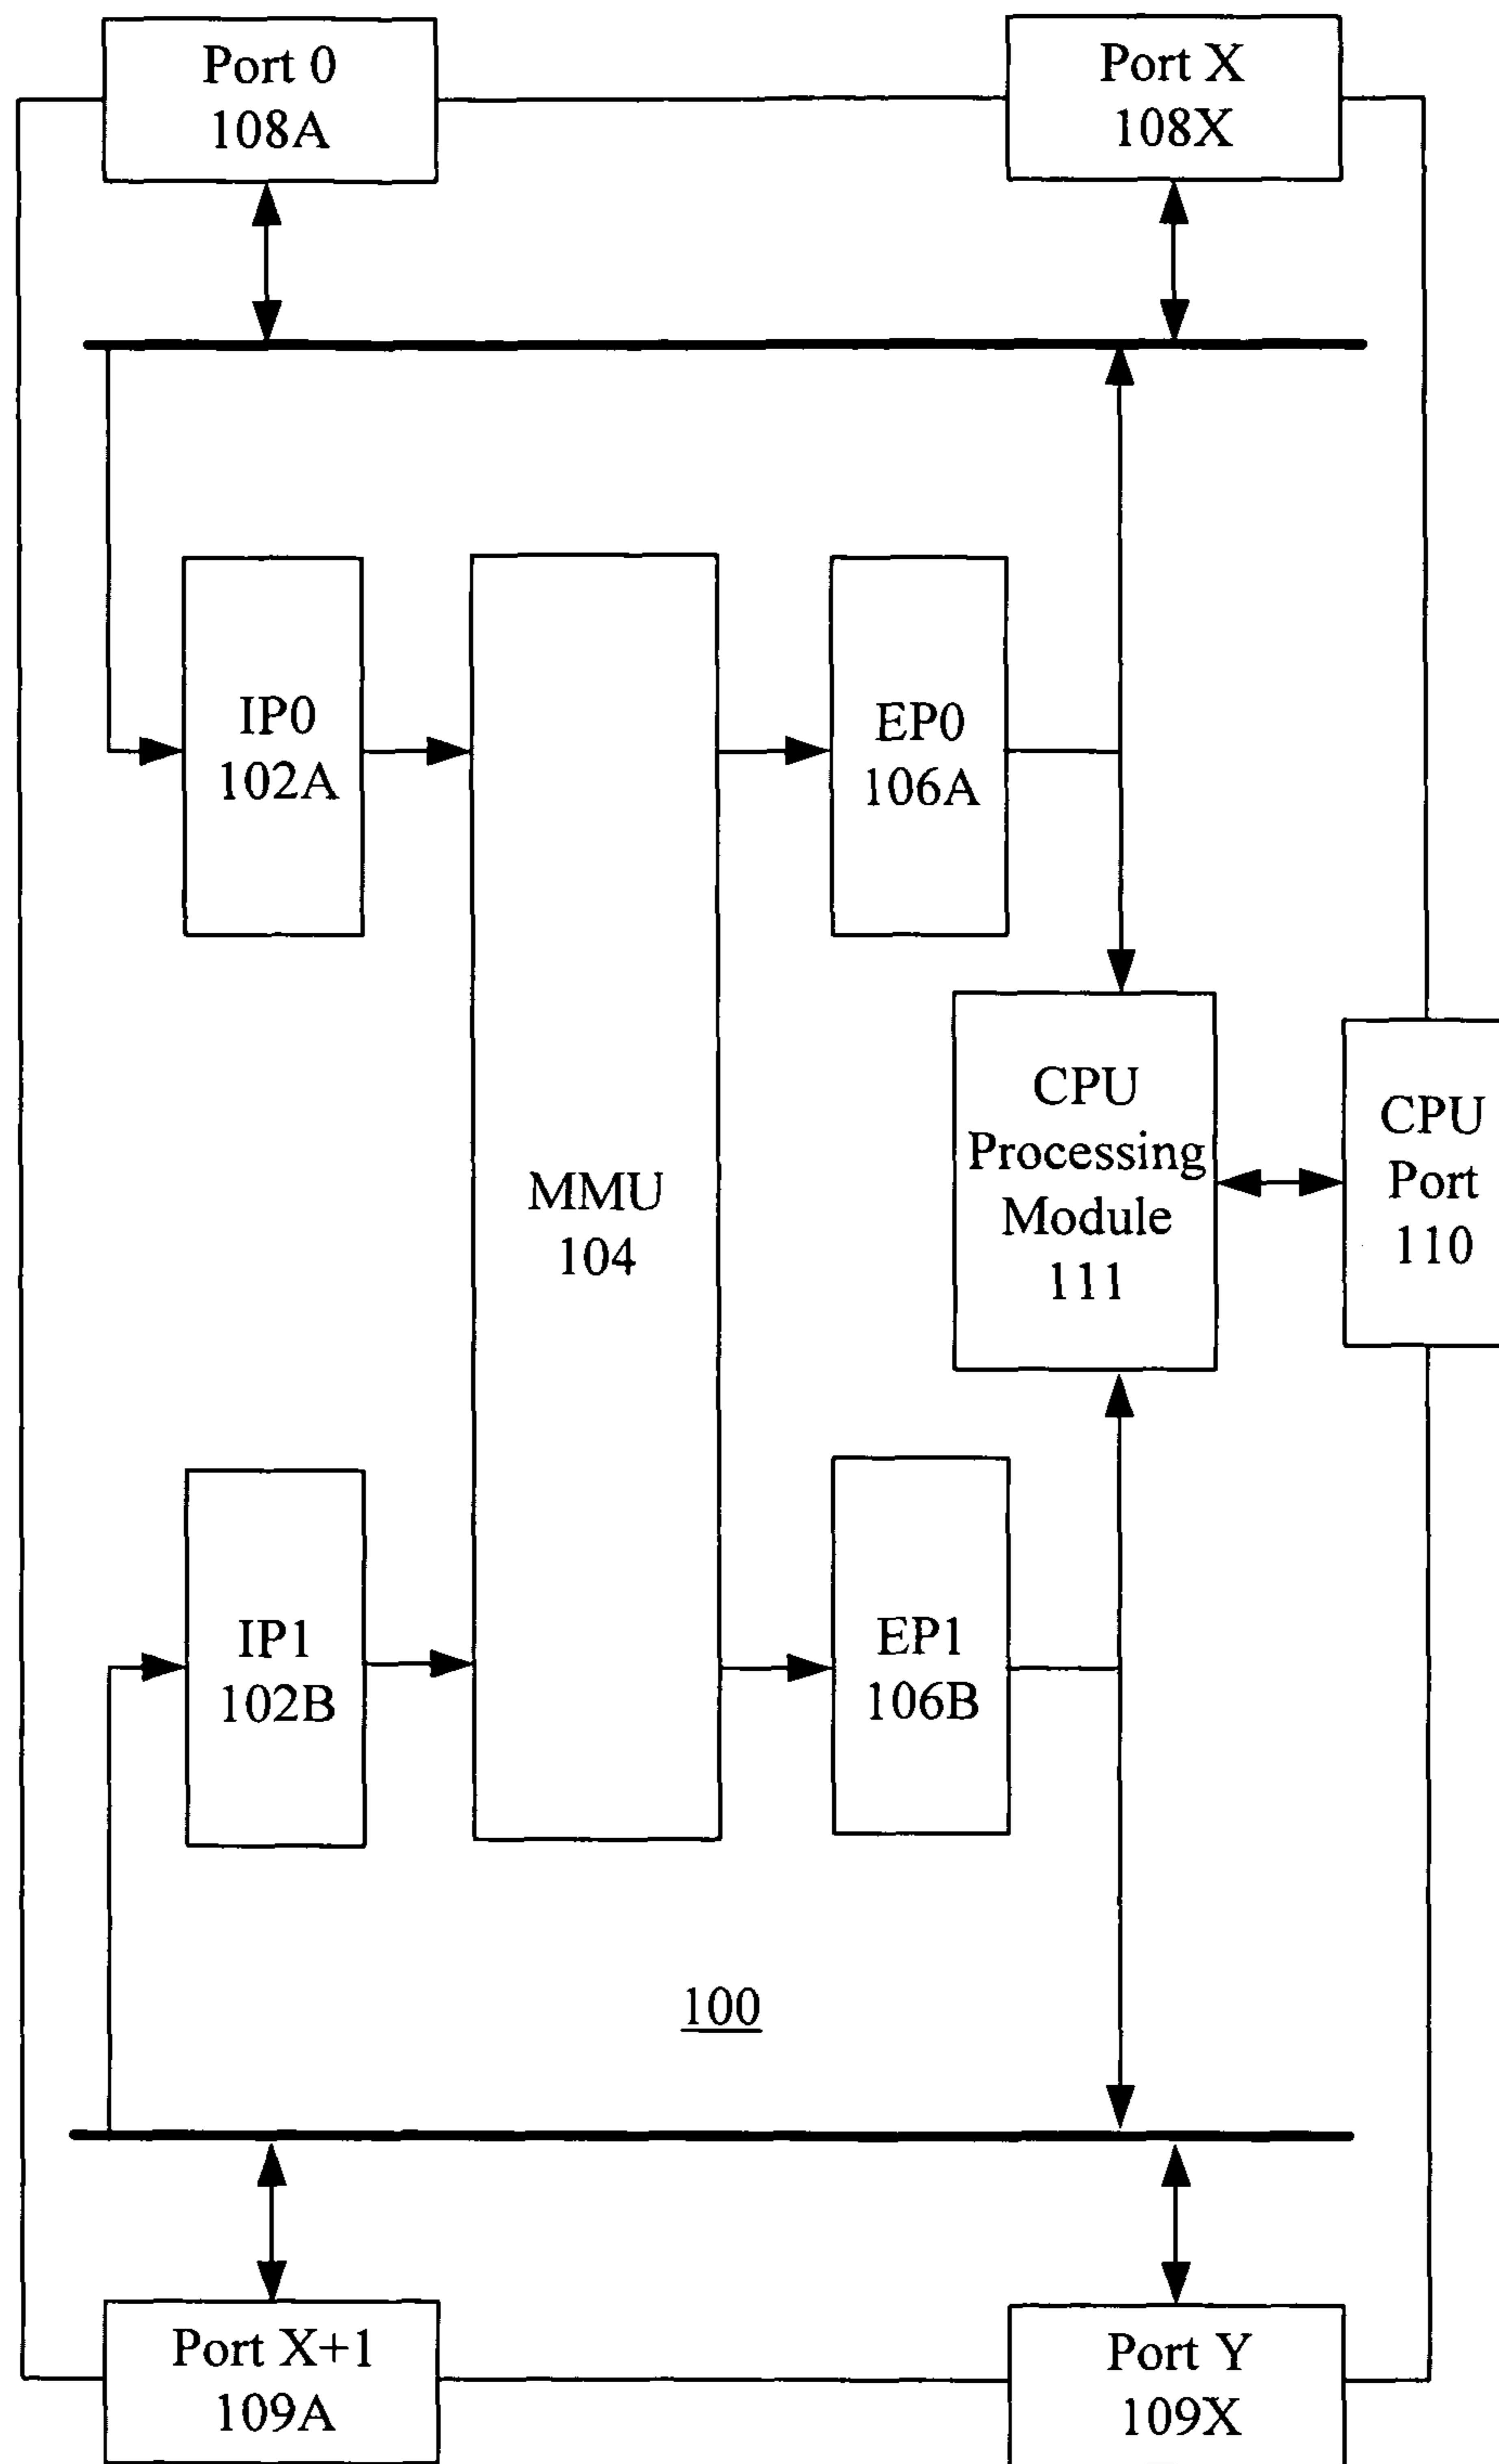 Port 0
108A
Port X
108X
IP0
102A
EP0
106A
MMU
104
CPU
Processing
Module
111
CPU
Port
110
IP1
102B
EP1
106B
100
Port X+1
109A
Port Y
109X